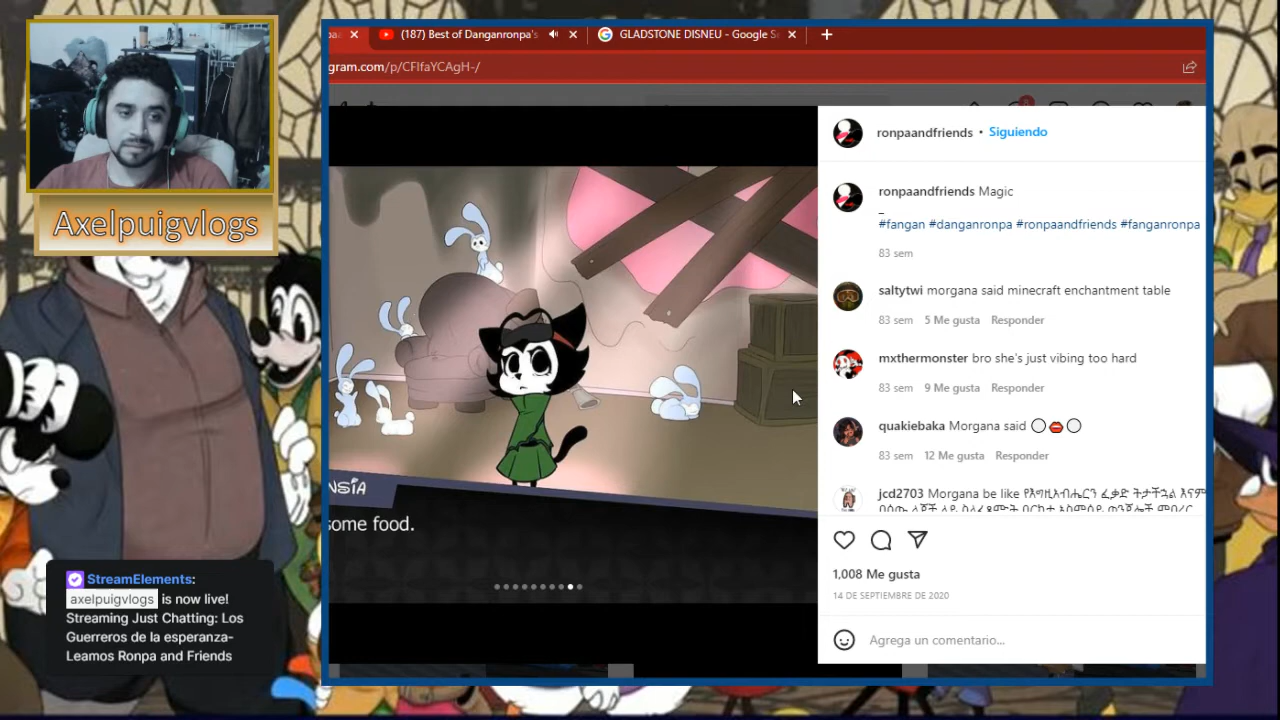 (187) Best of Danganronpa's
GLADSTONE DISNEU - Google S
gram.com/p/CFIfaYCAgH-/
Axelpuigvlogs
ronpaandfriends • Siguiendo
ronpaandfriends Magic
_
#fangan #danganronpa #ronpaandfriends #fanganronpa
83 sem
saltytwi morgana said minecraft enchantment table
83 sem 5 Me gusta Responder
mxthermonster bro she's just vibing too hard
83 sem 9 Me gusta Responder
quakiebaka Morgana said
83 sem 12 Me gusta Responder
jcd2703 Morgana be like
NSIA
some food.
1,008 Me gusta
14 DE SEPTIEMBRE DE 2020
Agrega un comentario...
StreamElements:
axelpuigvlogs is now live!
Streaming Just Chatting: Los
Guerreros de la esperanza-
Leamos Ronpa and Friends